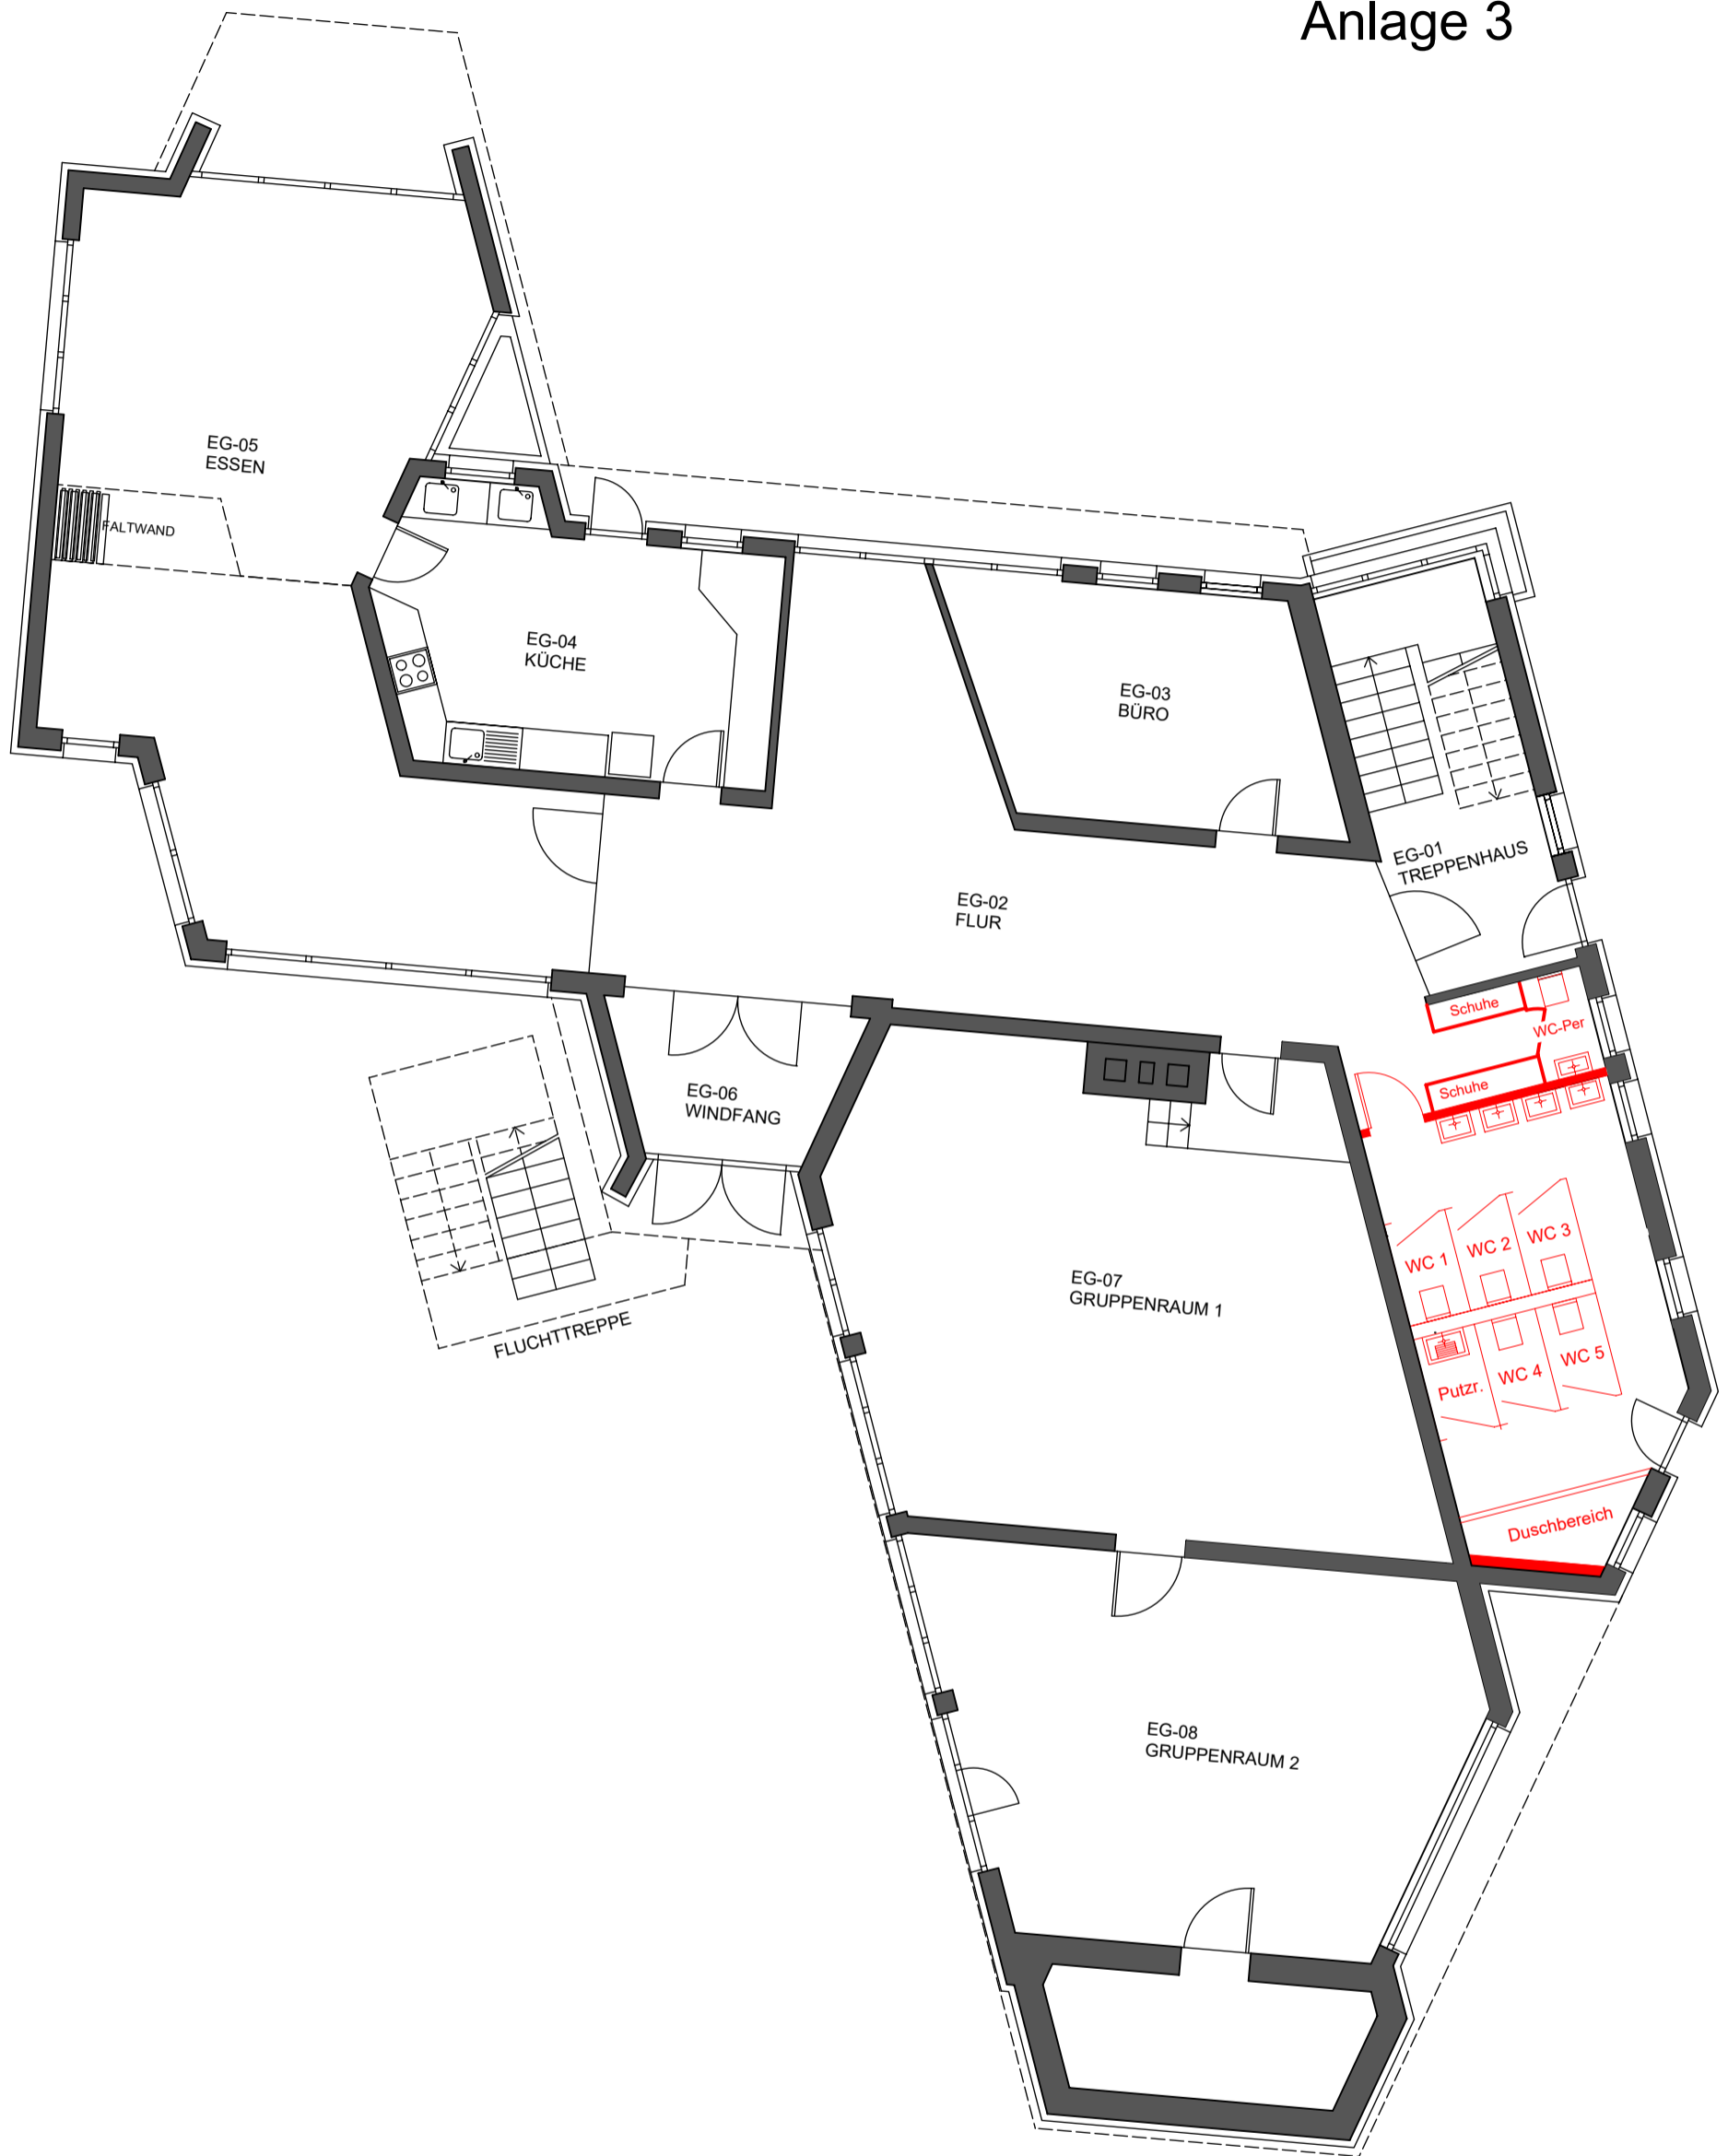 Anlage 3
EG-05
ESSEN
FALTWAND
EG-04
KÜCHE
EG-03
BÜRO
EG-01
TREPPENHAUS
EG-02
FLUR
Schuhe
WC-Per
Schuhe
EG-06
WINDFANG
WC 1
WC 2
WC 3
EG-07
GRUPPENRAUM 1
FLUCHTTREPPE
Putzr.
WC 4
WC 5
Duschbereich
EG-08
GRUPPENRAUM 2